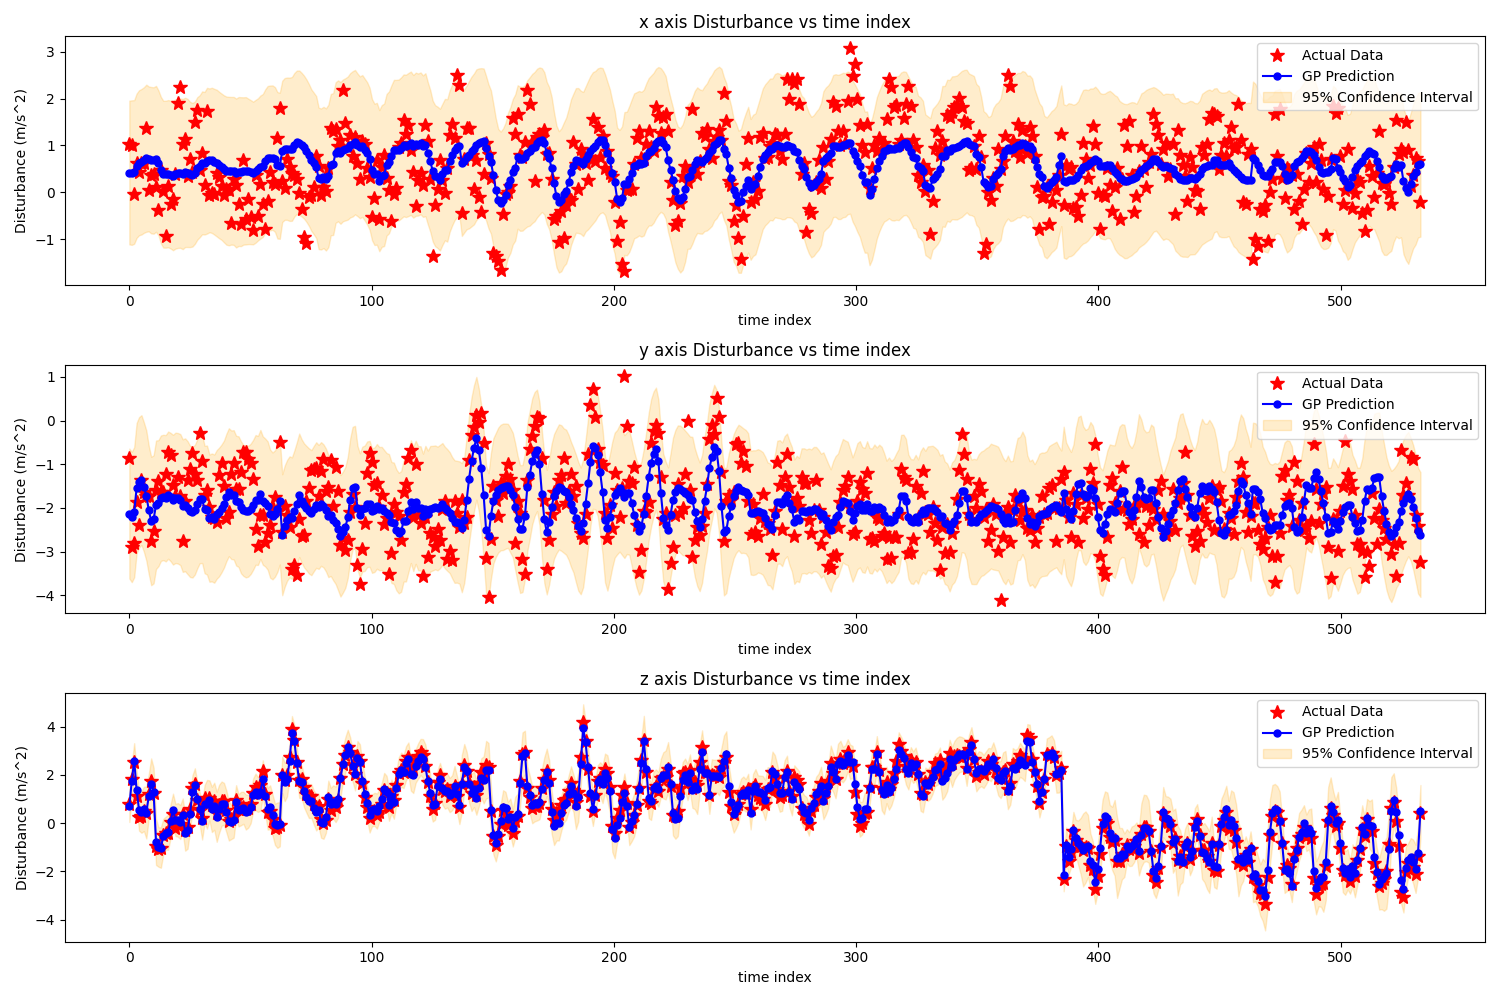 x axis Disturbance vs time index
Disturbance (m/s^2)
3
2
1
0
−1
Actual Data
GP Prediction
95% Confidence Interval
0 100 200 300 400 500
time index
y axis Disturbance vs time index
Disturbance (m/s^2)
1
0
−1
−2
−3
−4
Actual Data
GP Prediction
95% Confidence Interval
0 100 200 300 400 500
time index
z axis Disturbance vs time index
Disturbance (m/s^2)
4
2
0
−2
−4
Actual Data
GP Prediction
95% Confidence Interval
0 100 200 300 400 500
time index